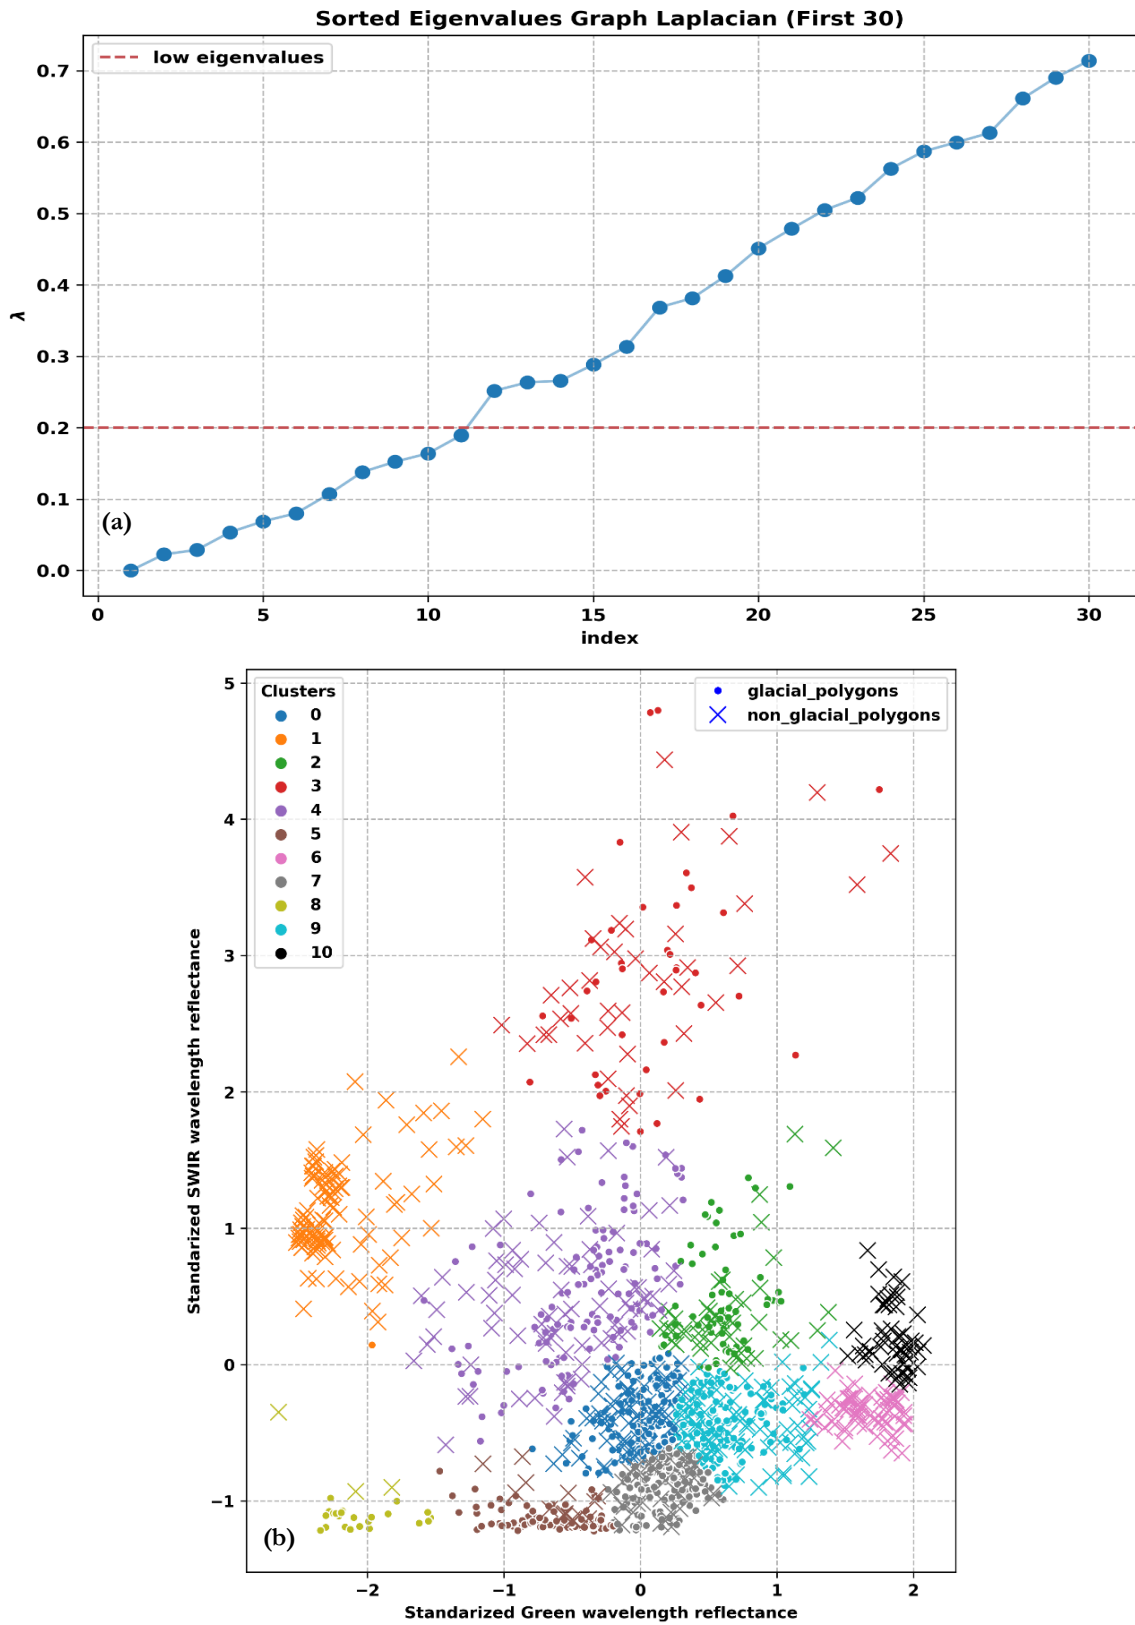 Sorted Eigenvalues Graph Laplacian (First 30)
low eigenvalues
0.7
0.6
0.5
0.4
0.3
0.2
0.1
0.0
λ
(a)
0 5 10 15 20 25 30
index
Clusters
0
1
2
3
4
5
6
7
8
9
10
glacial_polygons
non_glacial_polygons
5
4
3
2
1
0
−1
Standarized SWIR wavelength reflectance
(b)
−2 −1 0 1 2
Standarized Green wavelength reflectance